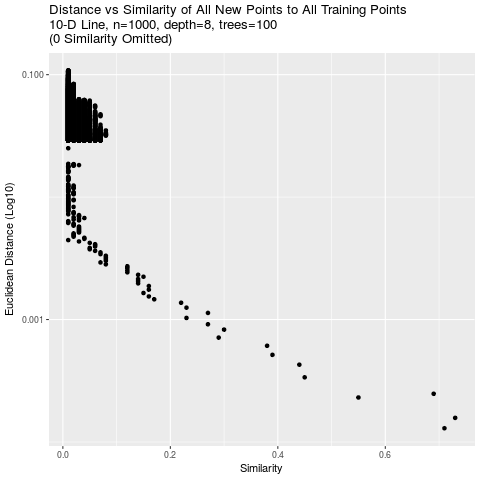 Distance vs Similarity of All New Points to All Training Points
10-D Line, n=1000, depth=8, trees=100
(0 Similarity Omitted)
0.100
Euclidean Distance (Log10)
0.001
0.0 0.2 0.4 0.6
Similarity